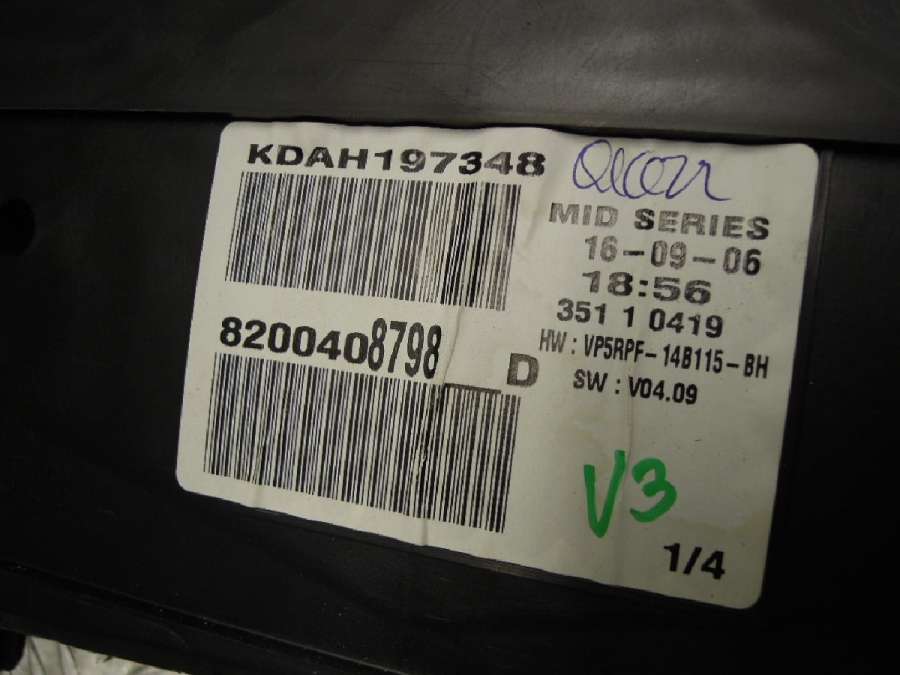 KDAH197348
MID SERIES
16-09-06
18:56
351 1 0419
8200408798__D
HW : VP5RPF-14B115-BH
SW : V04.09
V3
1/4